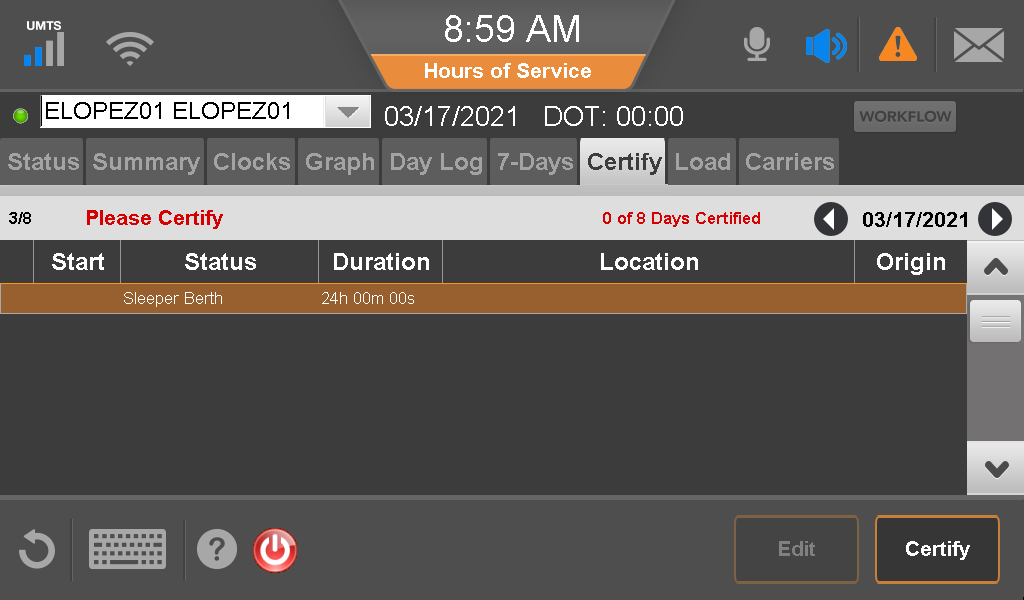 UMTS
8:59 AM
Hours of Service
ELOPEZ01 ELOPEZ01 03/17/2021 DOT: 00:00 WORKFLOW
Status Summary Clocks Graph Day Log 7-Days Certify Load Carriers
3/8 Please Certify 0 of 8 Days Certified 03/17/2021
Start Status Duration Location Origin
Sleeper Berth 24h 00m 00s
? Edit Certify